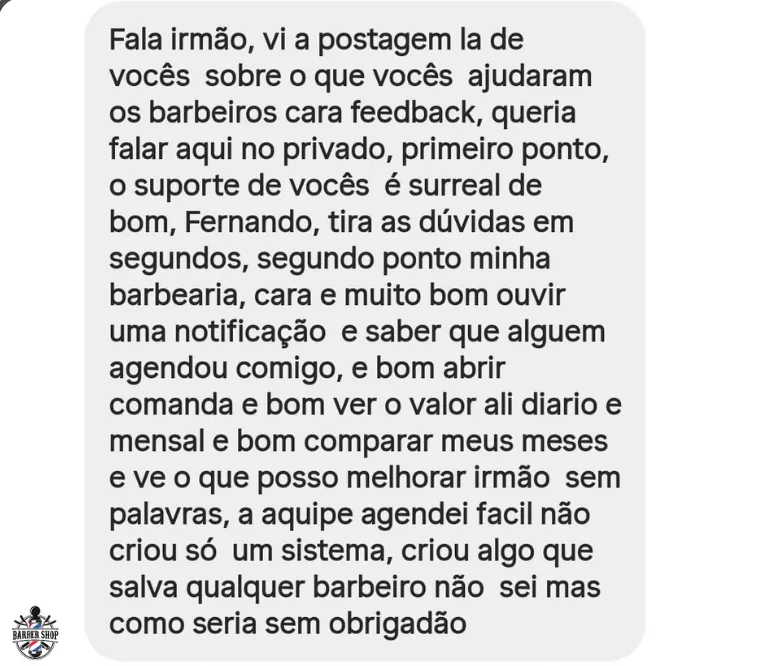 Fala irmão, vi a postagem la de
vocês  sobre o que vocês  ajudaram
os barbeiros cara feedback, queria
falar aqui no privado, primeiro ponto,
o suporte de vocês  é surreal de
bom, Fernando, tira as dúvidas em
segundos, segundo ponto minha
barbearia, cara e muito bom ouvir
uma notificação  e saber que alguem
agendou comigo, e bom abrir
comanda e bom ver o valor ali diario e
mensal e bom comparar meus meses
e ve o que posso melhorar irmão  sem
palavras, a aquipe agendei facil não
criou só  um sistema, criou algo que
salva qualquer barbeiro não  sei mas
como seria sem obrigadão
BARBER SHOP